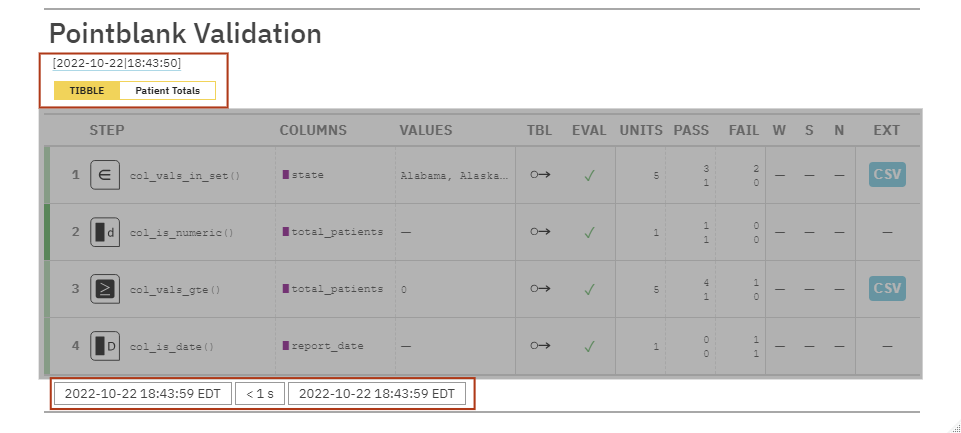 Pointblank Validation
[2022-10-22|18:43:50]
TIBBLE Patient Totals
STEP COLUMNS VALUES TBL EVAL UNITS PASS FAIL W S N EXT
1 ∈ col_vals_in_set() state Alabama, Alaska… ○→ ✓ 5 3 2 — — — CSV
1 0
2 d col_is_numeric() total_patients — ○→ ✓ 1 1 0 — — — —
1 0
3 ≥ col_vals_gte() total_patients 0 ○→ ✓ 5 4 1 — — — CSV
1 0
4 D col_is_date() report_date — ○→ ✓ 1 0 1 — — — —
0 1
2022-10-22 18:43:59 EDT < 1 s 2022-10-22 18:43:59 EDT